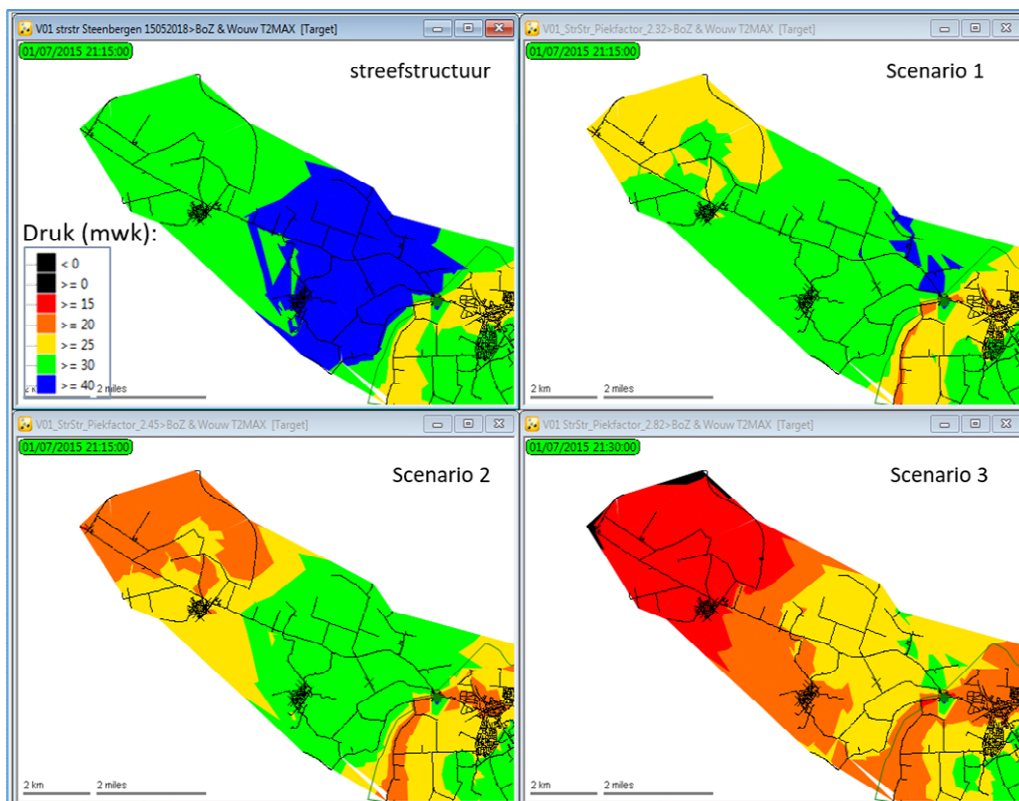 V01 strstr Steenbergen 15052018>BoZ & Wouw T2MAX [Target]
01/07/2015 21:15:00
streefstructuur
Druk (mwk):
< 0
>= 0
>= 15
>= 20
>= 25
>= 30
>= 40
2 miles
V01_StrStr_Piekfactor_2.32>BoZ & Wouw T2MAX [Target]
01/07/2015 21:15:00
Scenario 1
2 km
2 miles
V01_StrStr_Piekfactor_2.45>BoZ & Wouw T2MAX [Target]
01/07/2015 21:15:00
Scenario 2
2 km
2 miles
V01 StrStr_Piekfactor_2.82>BoZ & Wouw T2MAX [Target]
01/07/2015 21:30:00
Scenario 3
2 km
2 miles